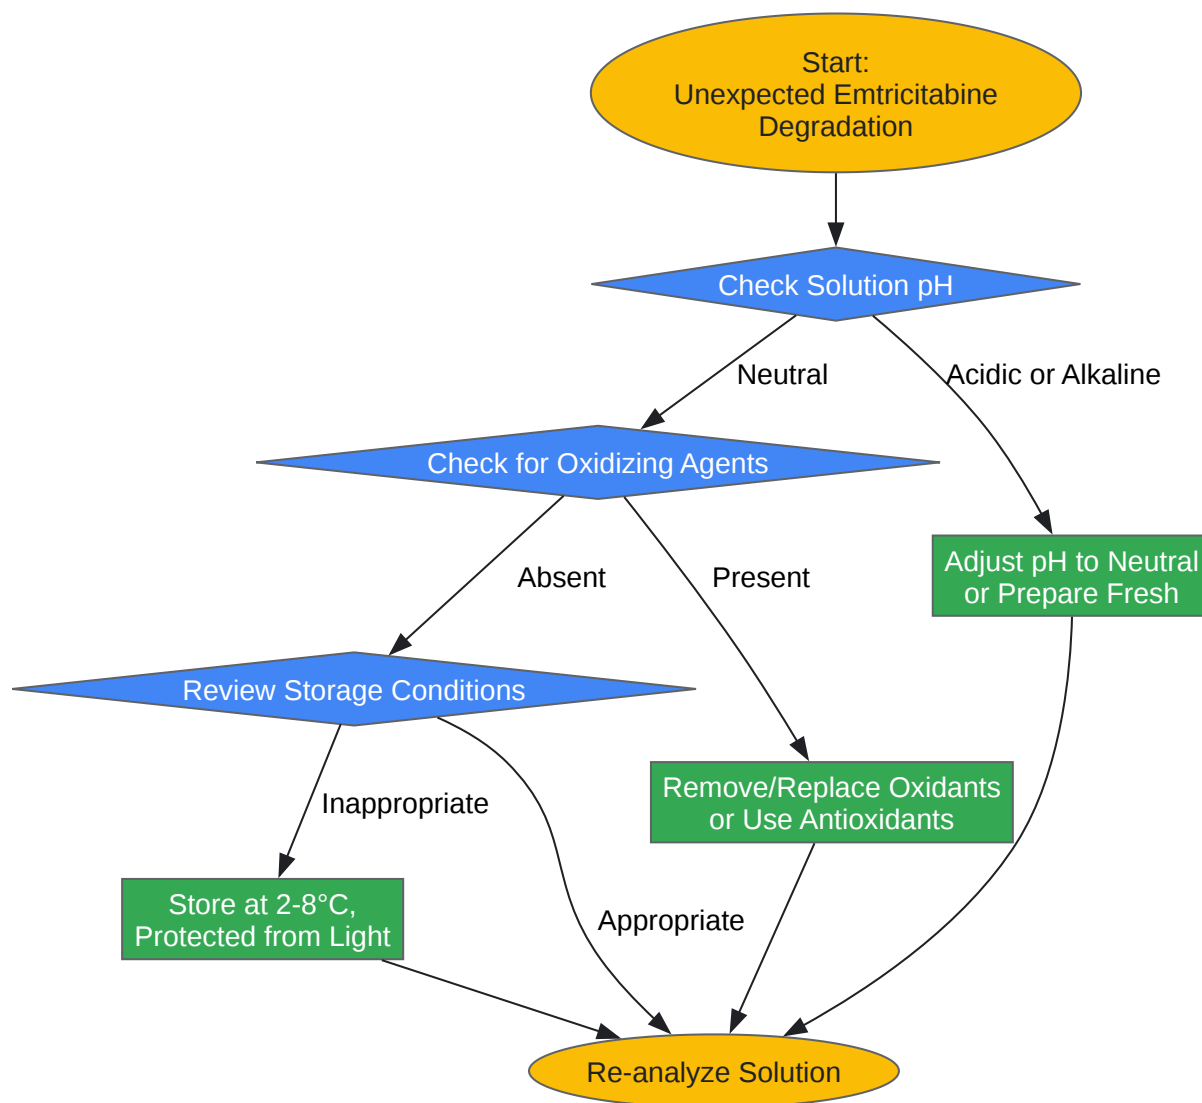 Start:
Unexpected Emtricitabine
Degradation
Check Solution pH
Neutral
Acidic or Alkaline
Check for Oxidizing Agents
Absent
Present
Adjust pH to Neutral
or Prepare Fresh
Review Storage Conditions
Inappropriate
Remove/Replace Oxidants
or Use Antioxidants
Store at 2-8°C,
Protected from Light
Appropriate
Re-analyze Solution